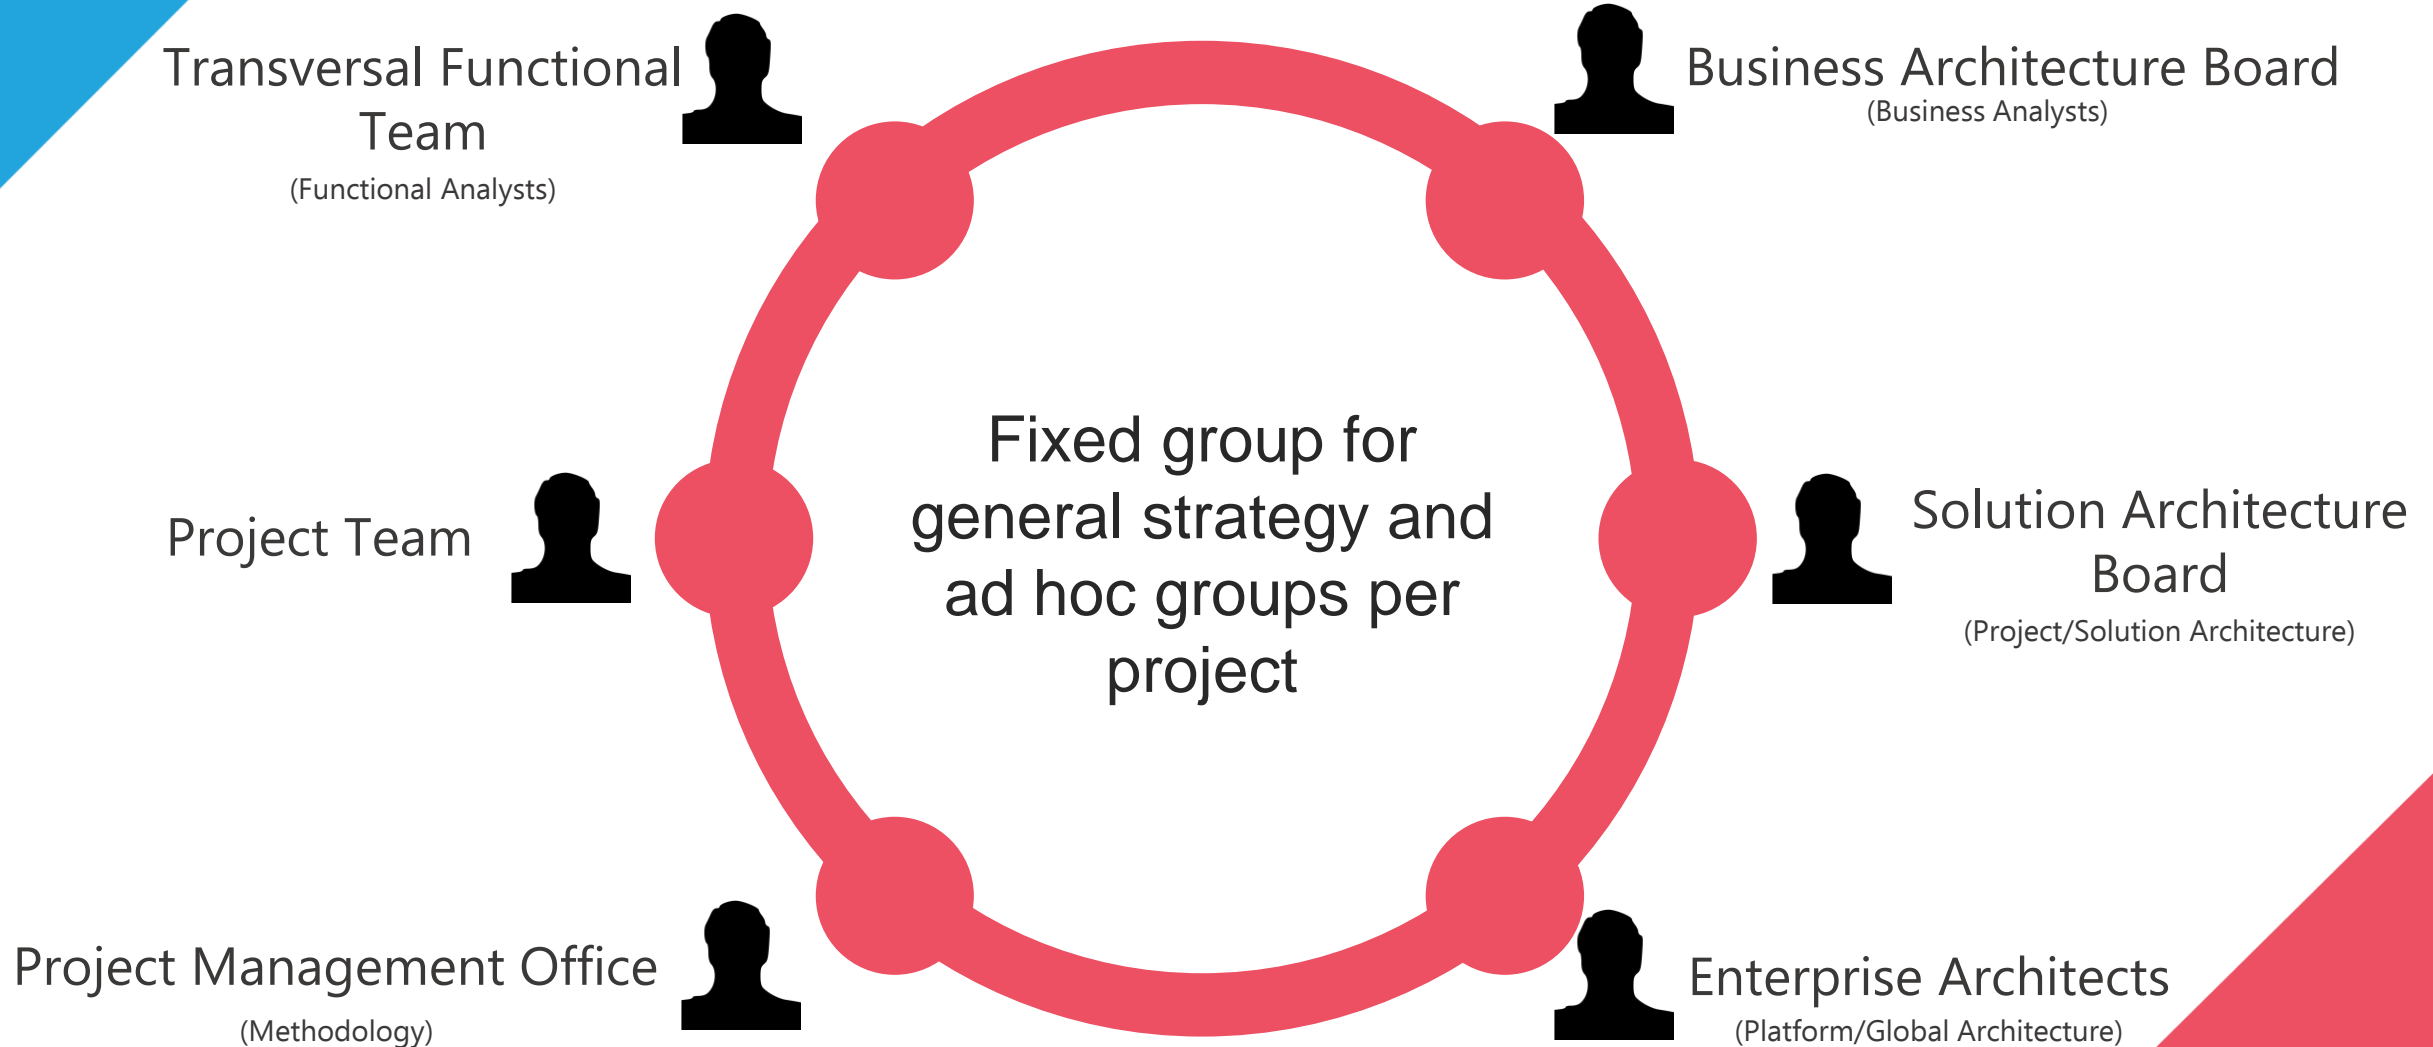 Transversal Functional
Team
(Functional Analysts)
Business Architecture Board
(Business Analysts)
Project Team
Fixed group for
general strategy and
ad hoc groups per
project
Solution Architecture
Board
(Project/Solution Architecture)
Project Management Office
(Methodology)
Enterprise Architects
(Platform/Global Architecture)